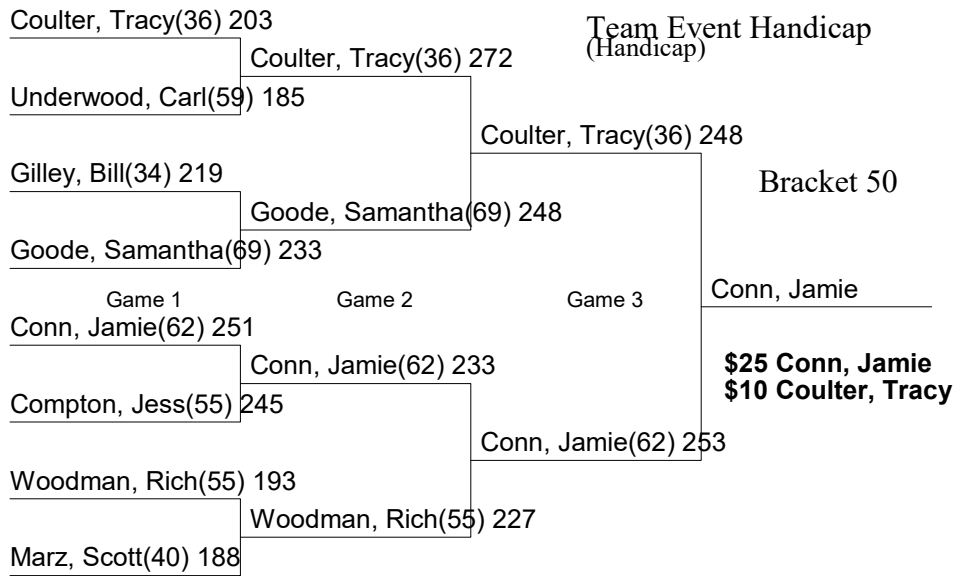 Coulter, Tracy(36) 203
Team Event Handicap
(Handicap)
Coulter, Tracy(36) 272
Underwood, Carl(59) 185
Coulter, Tracy(36) 248
Gilley, Bill(34) 219
Bracket 50
Goode, Samantha(69) 248
Goode, Samantha(69) 233
Game 1
Game 2
Game 3
Conn, Jamie
Conn, Jamie(62) 251
Conn, Jamie(62) 233
$25 Conn, Jamie
$10 Coulter, Tracy
Compton, Jess(55) 245
Conn, Jamie(62) 253
Woodman, Rich(55) 193
Woodman, Rich(55) 227
Marz, Scott(40) 188